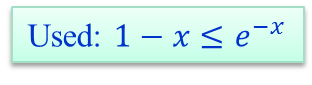 Used: 1 − x ≤ e⁻ˣ